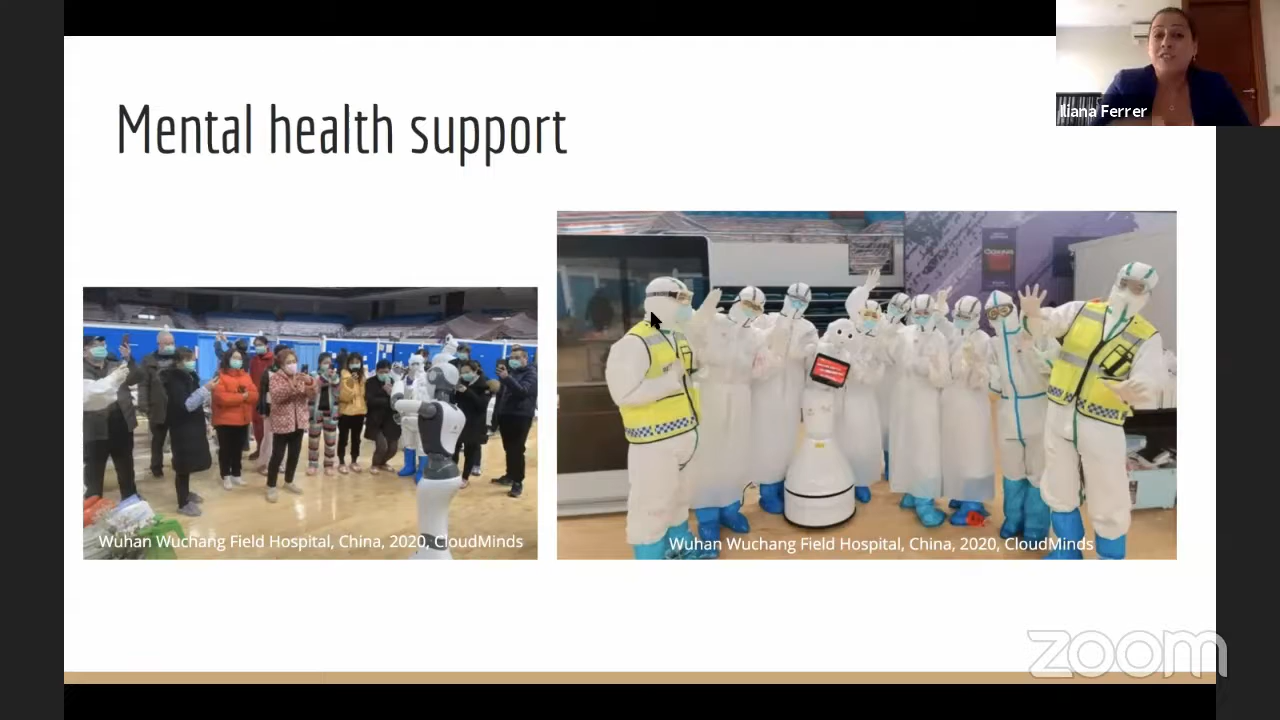 Mental health support
Iliana Ferrer
Wuhan Wuchang Field Hospital, China, 2020, CloudMinds
Wuhan Wuchang Field Hospital, China, 2020, CloudMinds
zoom